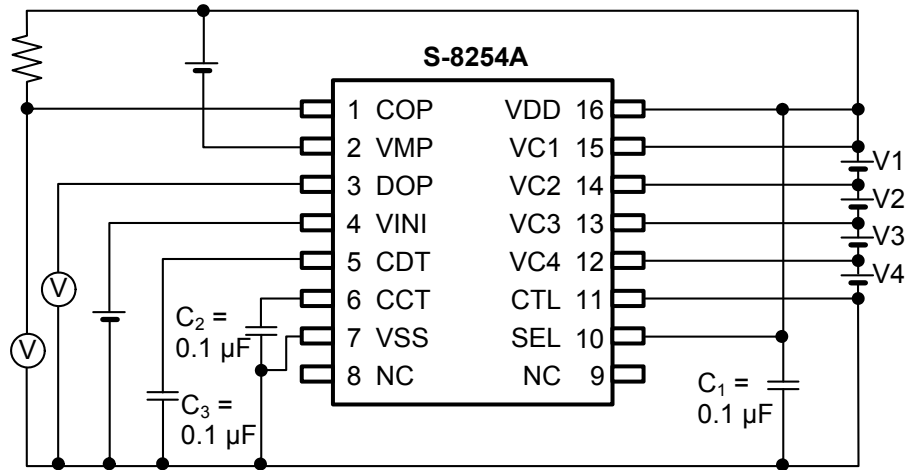 S-8254A
1 COP VDD 16
2 VMP VC1 15
3 DOP VC2 14
4 VINI VC3 13
5 CDT VC4 12
6 CCT CTL 11
7 VSS SEL 10
8 NC NC 9
V1
V2
V3
V4
V
V
C₂ =
0.1 µF
C₃ =
0.1 µF
C₁ =
0.1 µF